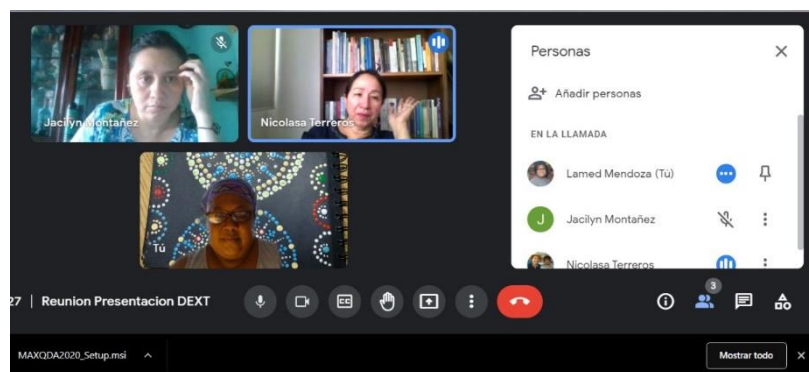 Jacilyn Montañez
Nicolasa Terreros
Tú
Personas
Añadir personas
EN LA LLAMADA
Lamed Mendoza (Tú)
J
Jacilyn Montañez
Nicolasa Terreros
27 | Reunion Presentacion DEXT
CC
3
MAXQDA2020_Setup.msi
Mostrar todo